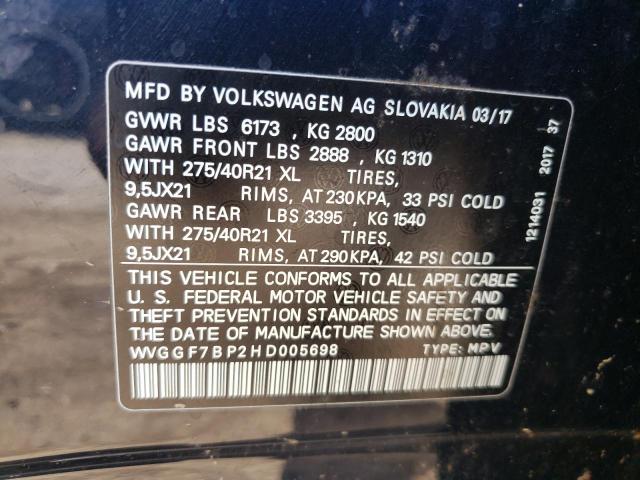 MFD BY VOLKSWAGEN AG SLOVAKIA 03/17
GVWR LBS 6173 , KG 2800
GAWR FRONT LBS 2888 , KG 1310
WITH 275/40R21 XL TIRES,
9,5JX21 RIMS, AT 230 KPA, 33 PSI COLD
GAWR REAR LBS 3395 , KG 1540
WITH 275/40R21 XL TIRES,
9,5JX21 RIMS, AT 290 KPA, 42 PSI COLD
THIS VEHICLE CONFORMS TO ALL APPLICABLE
U. S. FEDERAL MOTOR VEHICLE SAFETY AND
THEFT PREVENTION STANDARDS IN EFFECT ON
THE DATE OF MANUFACTURE SHOWN ABOVE.
WVGGF7BP2HD005698 TYPE: MPV
1214031 2017 37